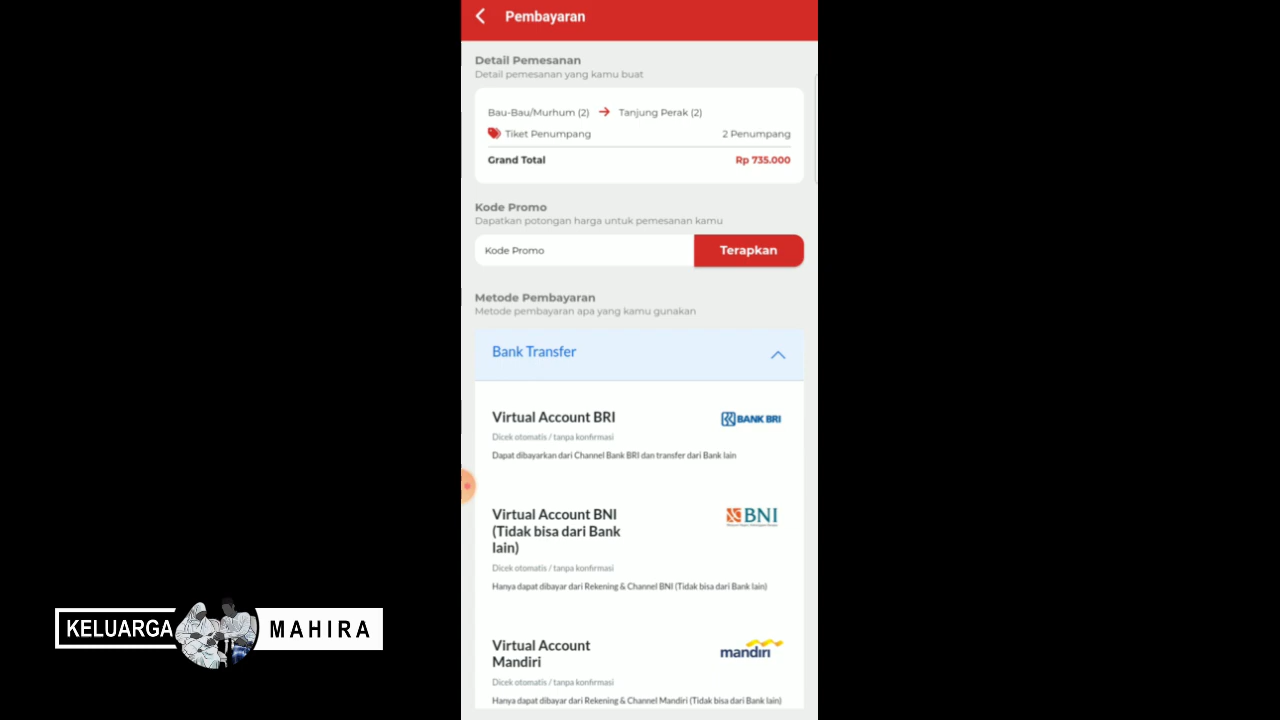 Pembayaran
Detail Pemesanan
Detail pemesanan yang kamu buat
Bau-Bau/Murhum (2) → Tanjung Perak (2)
Tiket Penumpang 2 Penumpang
Grand Total Rp 735.000
Kode Promo
Dapatkan potongan harga untuk pemesanan kamu
Kode Promo Terapkan
Metode Pembayaran
Metode pembayaran apa yang kamu gunakan
Bank Transfer
Virtual Account BRI BANK BRI
Dicek otomatis / tanpa konfirmasi
Dapat dibayarkan dari Channel Bank BRI dan transfer dari Bank lain
Virtual Account BNI BNI
(Tidak bisa dari Bank
lain)
Dicek otomatis / tanpa konfirmasi
Hanya dapat dibayar dari Rekening & Channel BNI (Tidak bisa dari Bank lain)
Virtual Account mandiri
Mandiri
Dicek otomatis / tanpa konfirmasi
Hanya dapat dibayar dari Rekening & Channel Mandiri (Tidak bisa dari Bank lain)
KELUARGA MAHIRA